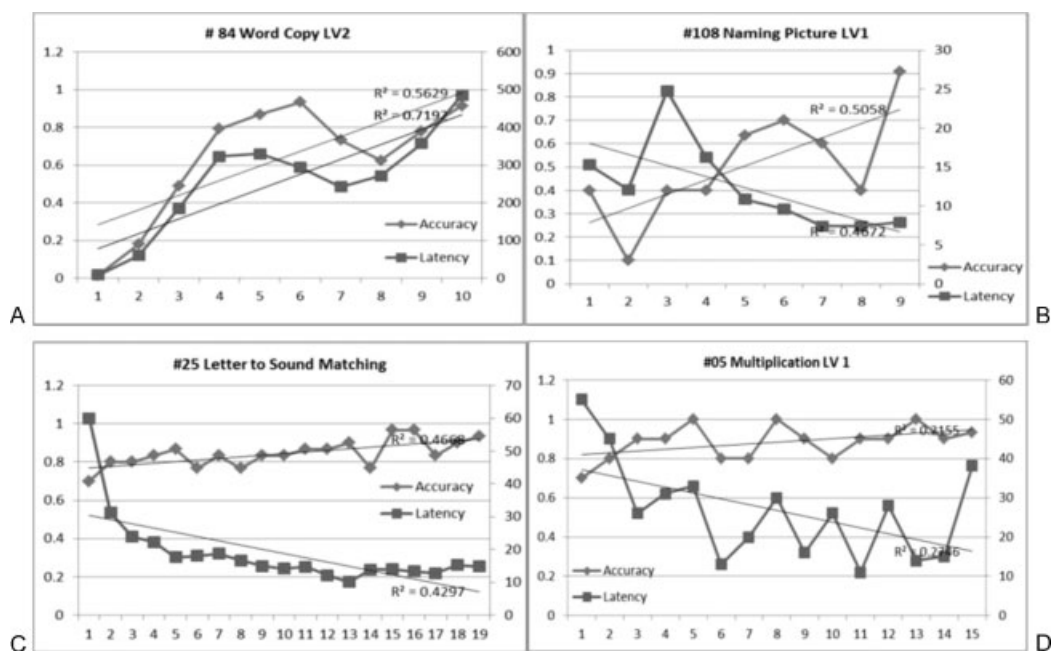 # 84 Word Copy LV2
1.2
1
0.8
0.6
0.4
0.2
0
600
500
400
300
200
100
0
R² = 0.5629
R² =
Accuracy
Latency
1 2 3 4 5 6 7 8 9 10
A
#108 Naming Picture LV1
1
0.9
0.8
0.7
0.6
0.5
0.4
0.3
0.2
0.1
0
30
25
20
15
10
5
0
R² = 0.5058
R² = 0.4672
Accuracy
Latency
1 2 3 4 5 6 7 8 9
B
#25 Letter to Sound Matching
1.2
1
0.8
0.6
0.4
0.2
0
70
60
50
40
30
20
10
0
R² = 0.4668
Accuracy
Latency
R² = 0.4297
1 2 3 4 5 6 7 8 9 10 11 12 13 14 15 16 17 18 19
C
#05 Multiplication LV 1
1.2
1
0.8
0.6
0.4
0.2
0
60
50
40
30
20
10
0
R² = 0.2155
R² =
Accuracy
Latency
1 2 3 4 5 6 7 8 9 10 11 12 13 14 15
D